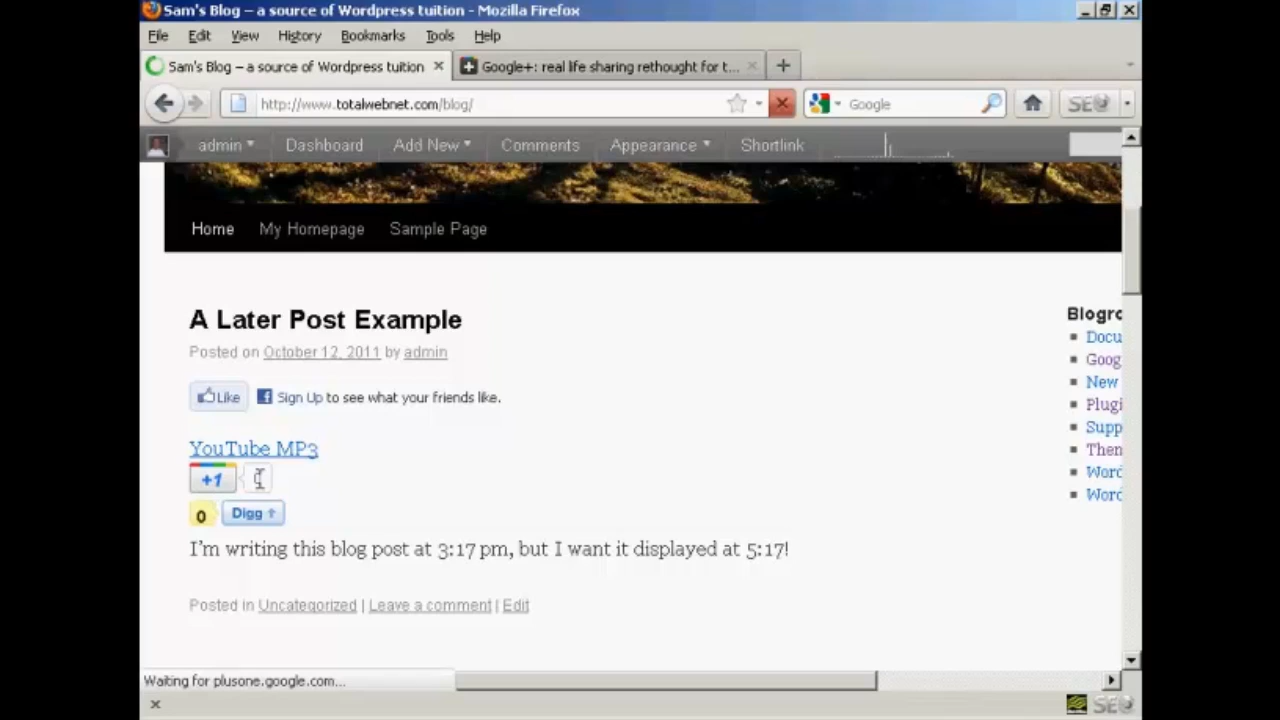 Sam's Blog – a source of Wordpress tuition - Mozilla Firefox
File Edit View History Bookmarks Tools Help
Sam's Blog – a source of Wordpress tuition Google+: real life sharing rethought for t...
http://www.totalwebnet.com/blog/ Google SEO
admin Dashboard Add New Comments Appearance Shortlink
Home My Homepage Sample Page
A Later Post Example
Blogro
Posted on October 12, 2011 by admin
Docu
Goog
New
Plugi
Supp
Then
Word
Word
Like Sign Up to see what your friends like.
YouTube MP3
+1
0 Digg
I'm writing this blog post at 3:17 pm, but I want it displayed at 5:17!
Posted in Uncategorized | Leave a comment | Edit
Waiting for plusone.google.com...
SEO